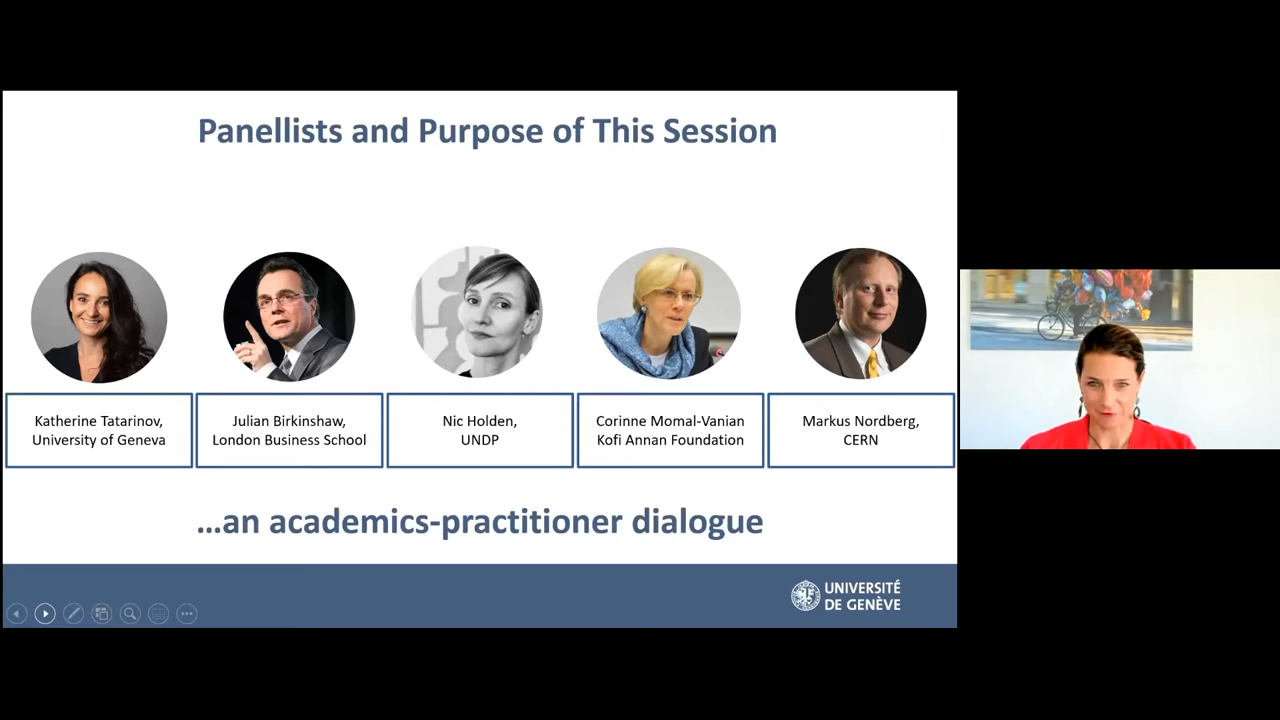 Panellists and Purpose of This Session
Katherine Tatarinov,
University of Geneva
Julian Birkinshaw,
London Business School
Nic Holden,
UNDP
Corinne Momal-Vanian
Kofi Annan Foundation
Markus Nordberg,
CERN
...an academics-practitioner dialogue
UNIVERSITÉ
DE GENÈVE